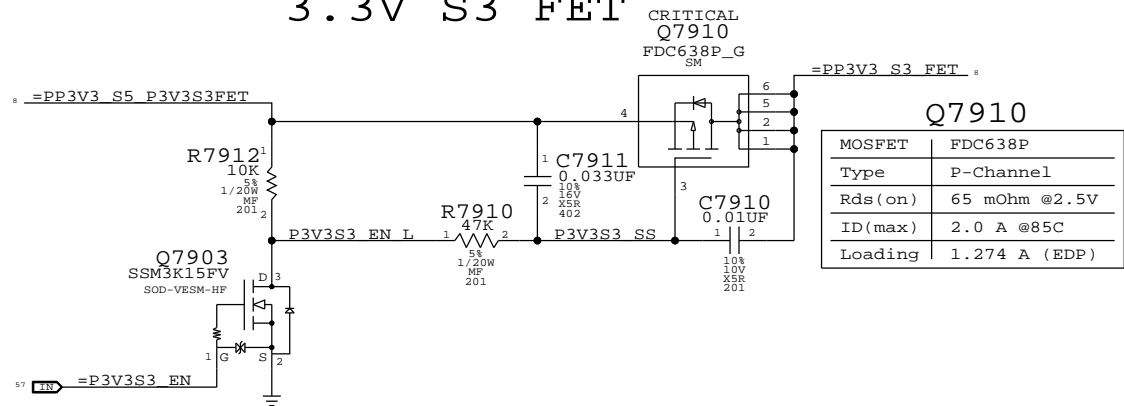 3.3V S3 FET
CRITICAL
Q7910
FDC638P_G
SM
8 =PP3V3_S5_P3V3S3FET
=PP3V3_S3_FET 8
4
6
5
2
1
3
R7912
10K
5%
1/20W
MF
201
1
2
C7911
0.033UF
10%
16V
X5R
402
1
2
P3V3S3_EN_L
R7910
47K
1 2
5%
1/20W
MF
201
P3V3S3_SS
C7910
0.01UF
1 2
10%
10V
X5R
201
Q7903
SSM3K15FV
SOD-VESM-HF
D 3
1 G S 2
57 IN =P3V3S3_EN
Q7910
MOSFET FDC638P
Type P-Channel
Rds(on) 65 mOhm @2.5V
ID(max) 2.0 A @85C
Loading 1.274 A (EDP)